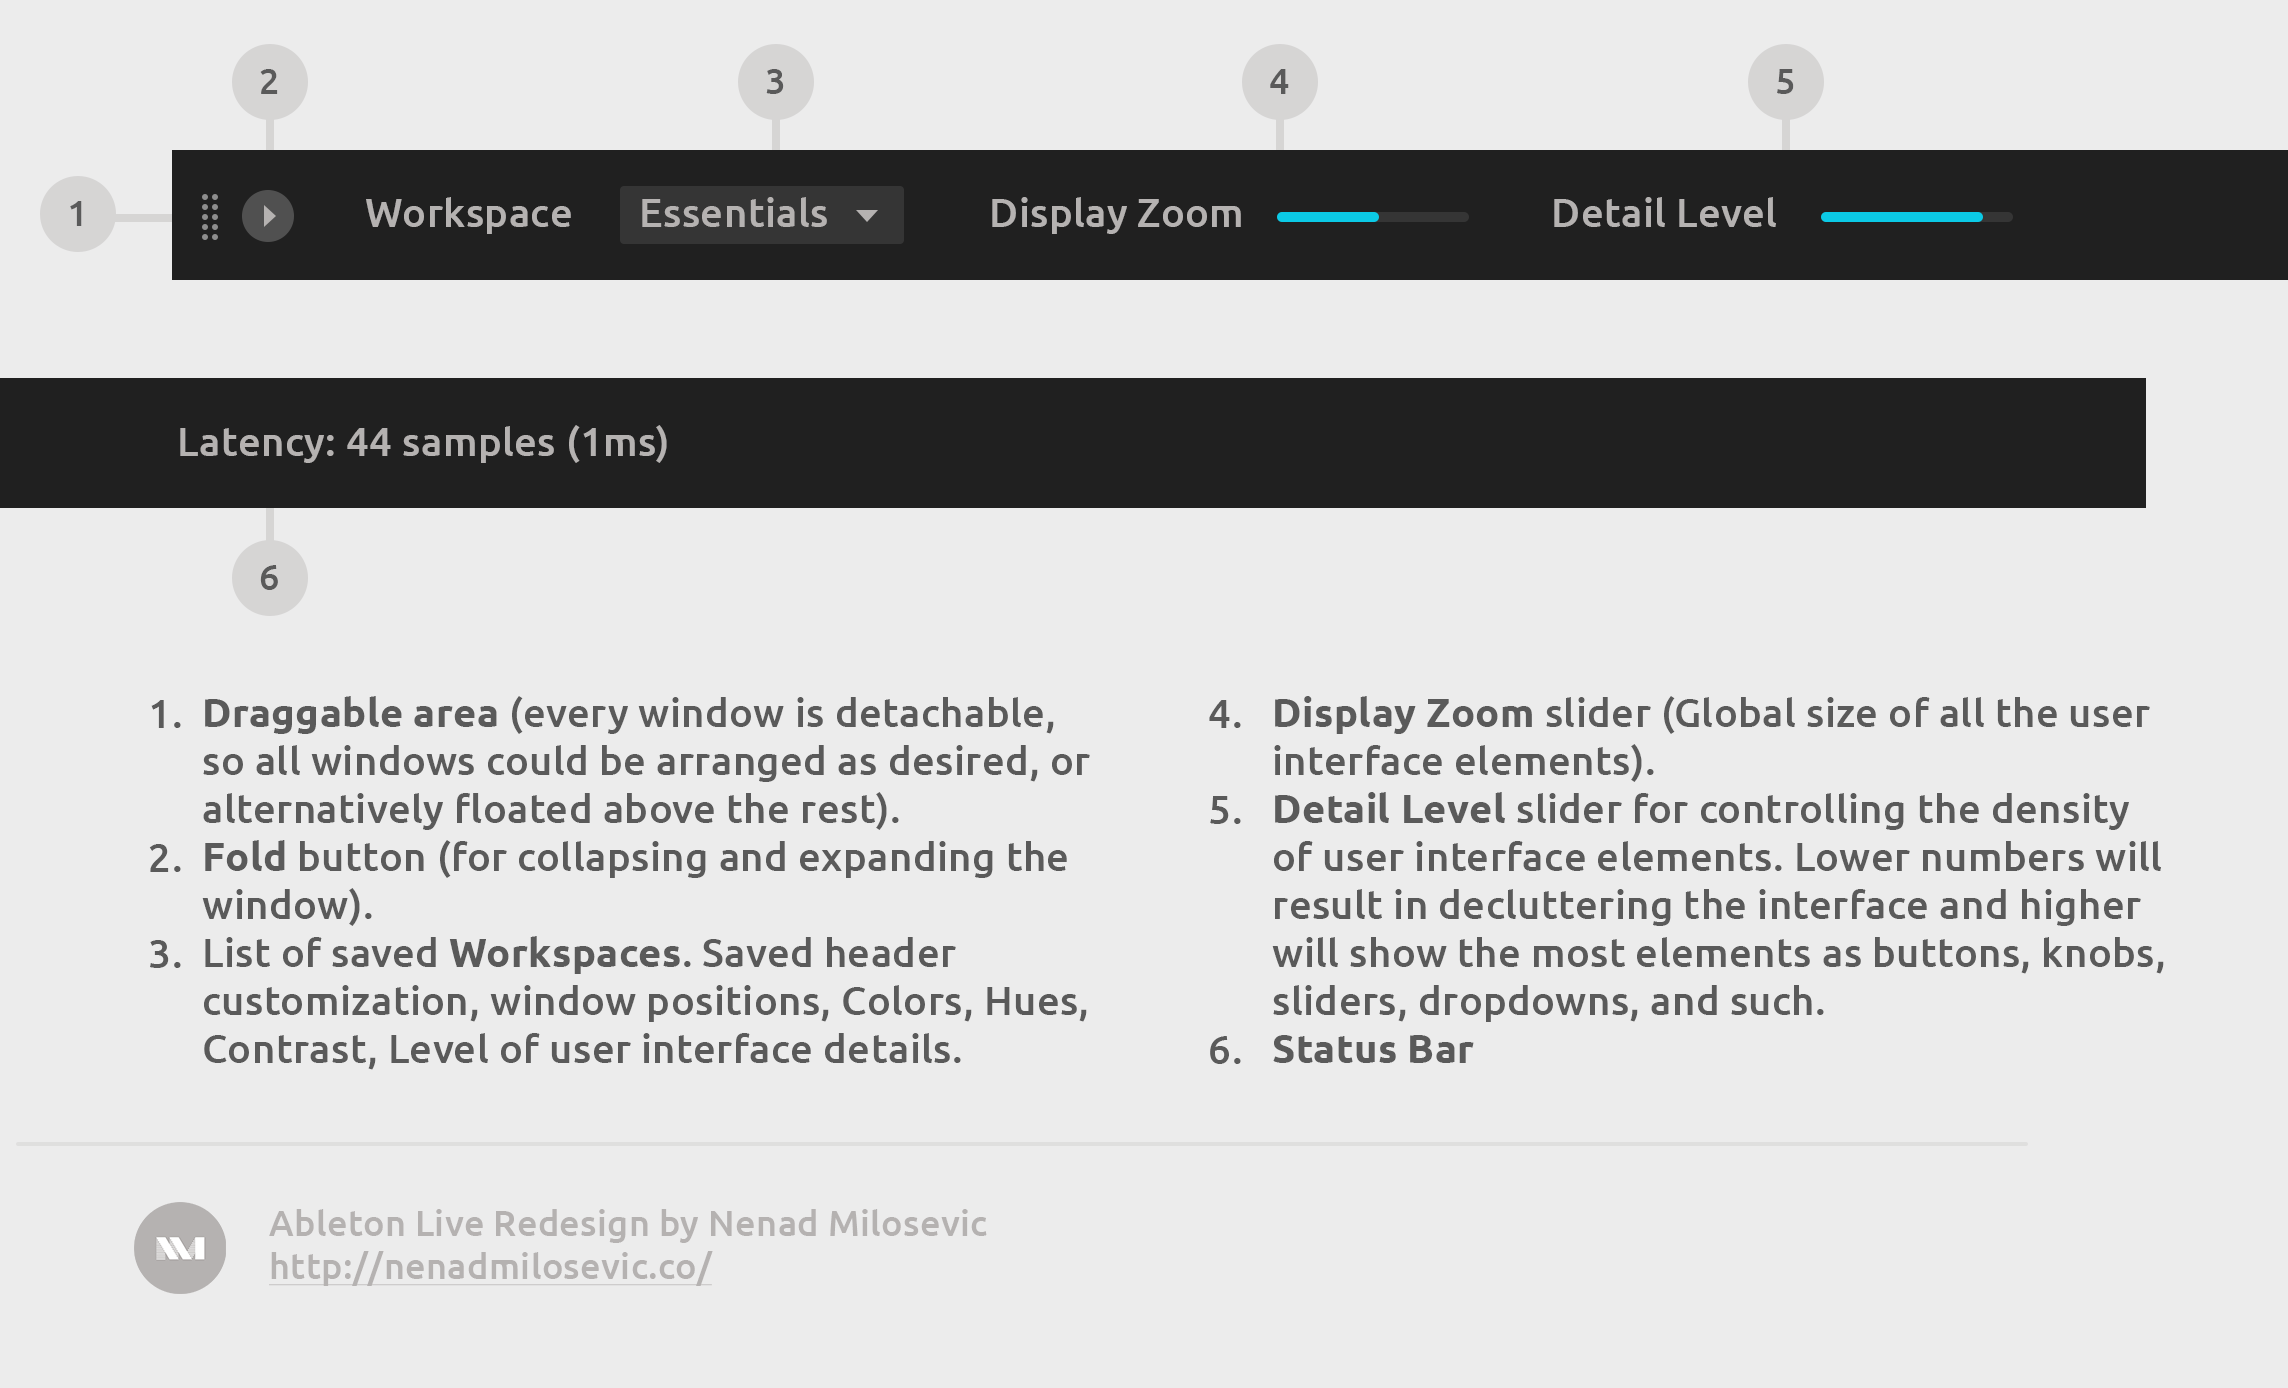 2
3
4
5
1
Workspace
Essentials
Display Zoom
Detail Level
Latency: 44 samples (1ms)
6
1. Draggable area (every window is detachable,
so all windows could be arranged as desired, or
alternatively floated above the rest).
2. Fold button (for collapsing and expanding the
window).
3. List of saved Workspaces. Saved header
customization, window positions, Colors, Hues,
Contrast, Level of user interface details.
4. Display Zoom slider (Global size of all the user
interface elements).
5. Detail Level slider for controlling the density
of user interface elements. Lower numbers will
result in decluttering the interface and higher
will show the most elements as buttons, knobs,
sliders, dropdowns, and such.
6. Status Bar
NM
Ableton Live Redesign by Nenad Milosevic
http://nenadmilosevic.co/